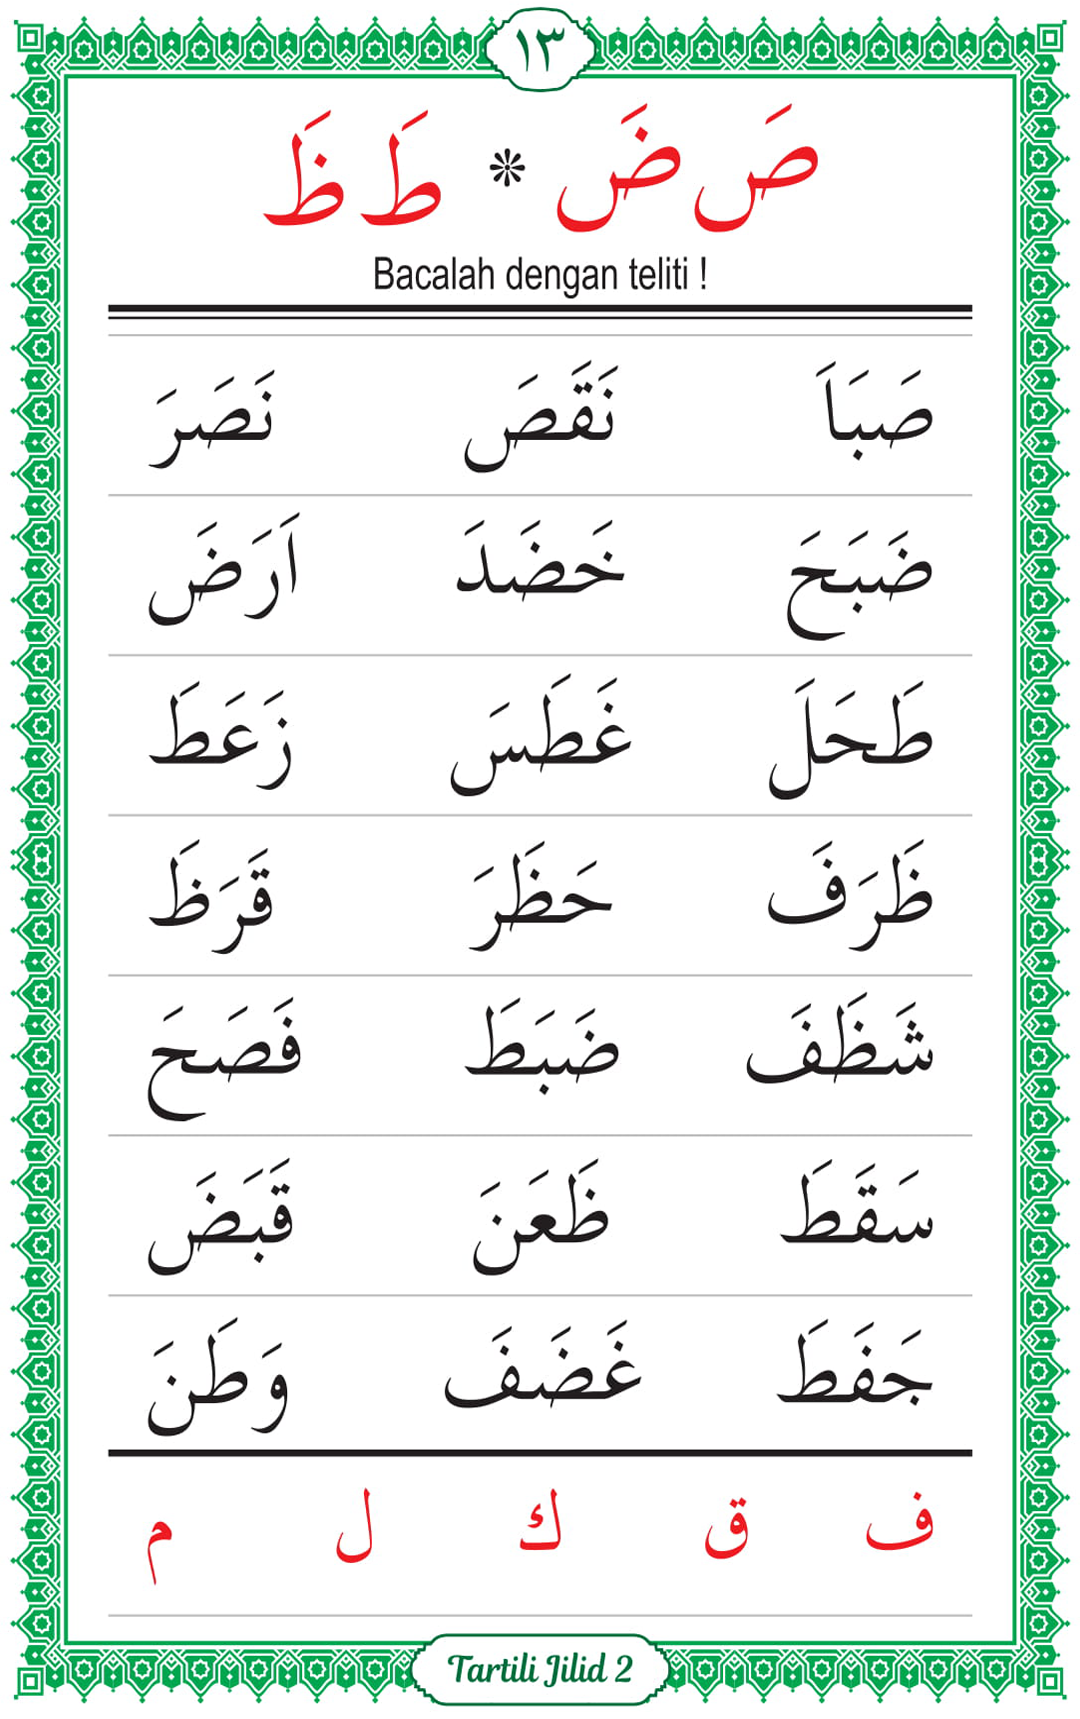 ١٣
صَ ضَ * طَ ظَ
Bacalah dengan teliti !
صَبَاَ نَقَصَ نَصَرَ
ضَبَحَ خَضَدَ اَرَضَ
طَحَلَ غَطَسَ زَعَطَ
ظَرَفَ حَظَرَ قَرَظَ
شَظَفَ ضَبَطَ فَصَحَ
سَقَطَ ظَعَنَ قَبَضَ
جَفَطَ غَضَفَ وَطَنَ
ف ق ك ل م
Tartili Jilid 2